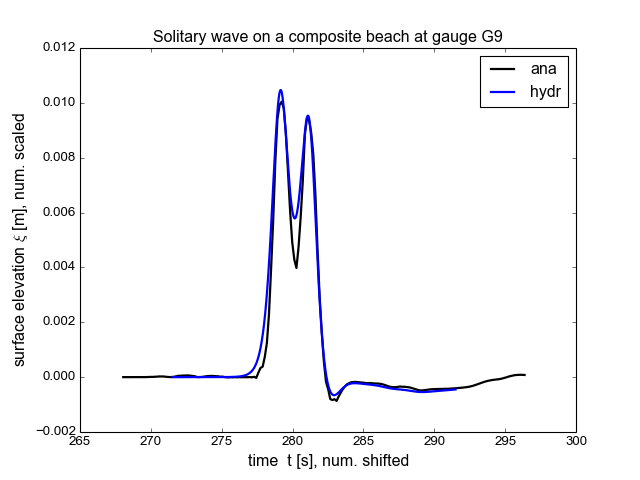 Solitary wave on a composite beach at gauge G9
0.012
0.010
0.008
0.006
0.004
0.002
0.000
−0.002
surface elevation ξ [m], num. scaled
ana
hydr
265 270 275 280 285 290 295 300
time t [s], num. shifted